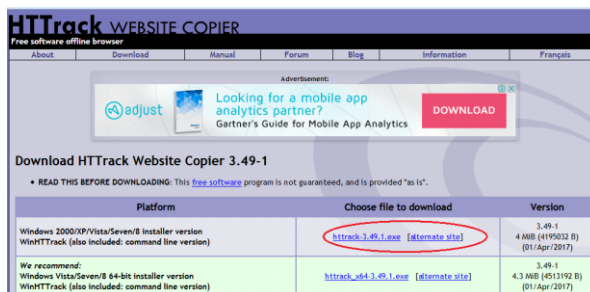 HTTrack WEBSITE COPIER
Free software offline browser
About Download Manual Forum Blog Information Français
Advertisement:
adjust
Looking for a mobile app
analytics partner?
Gartner's Guide for Mobile App Analytics
DOWNLOAD
Download HTTrack Website Copier 3.49-1
• READ THIS BEFORE DOWNLOADING: This free software program is not guaranteed, and is provided "as is".
Platform Choose file to download Version
Windows 2000/XP/Vista/Seven/8 installer version
WinHTTrack (also included: command line version)
httrack-3.49.1.exe [alternate site]
3.49-1
4 MiB (4195032 B)
(01/Apr/2017)
We recommend:
Windows Vista/Seven/8 64-bit installer version
WinHTTrack (also included: command line version)
httrack_x64-3.49.1.exe [alternate site]
3.49-1
4.3 MiB (4513192 B)
(01/Apr/2017)